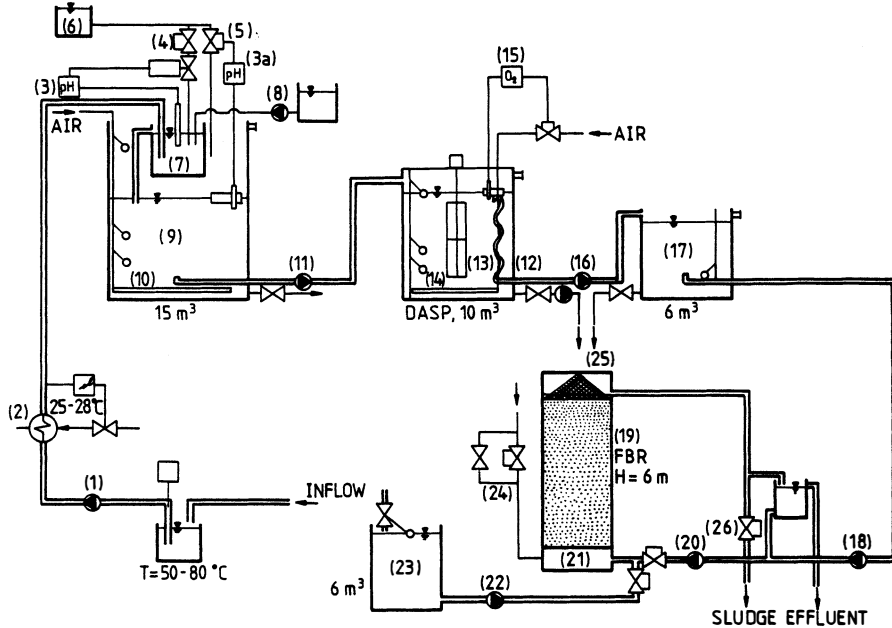 (6)
(4)
(5)
(3a)
pH
(3)
pH
(8)
AIR
(7)
(15)
O₂
AIR
(9)
(10)
(11)
15 m³
(14)
(13)
(12)
DASP, 10 m³
(16)
(17)
6 m³
(2)
25-28°C
(25)
(19)
FBR
H = 6 m
(24)
(1)
INFLOW
T=50-80 °C
(23)
6 m³
(22)
(21)
(20)
(26)
(18)
SLUDGE EFFLUENT